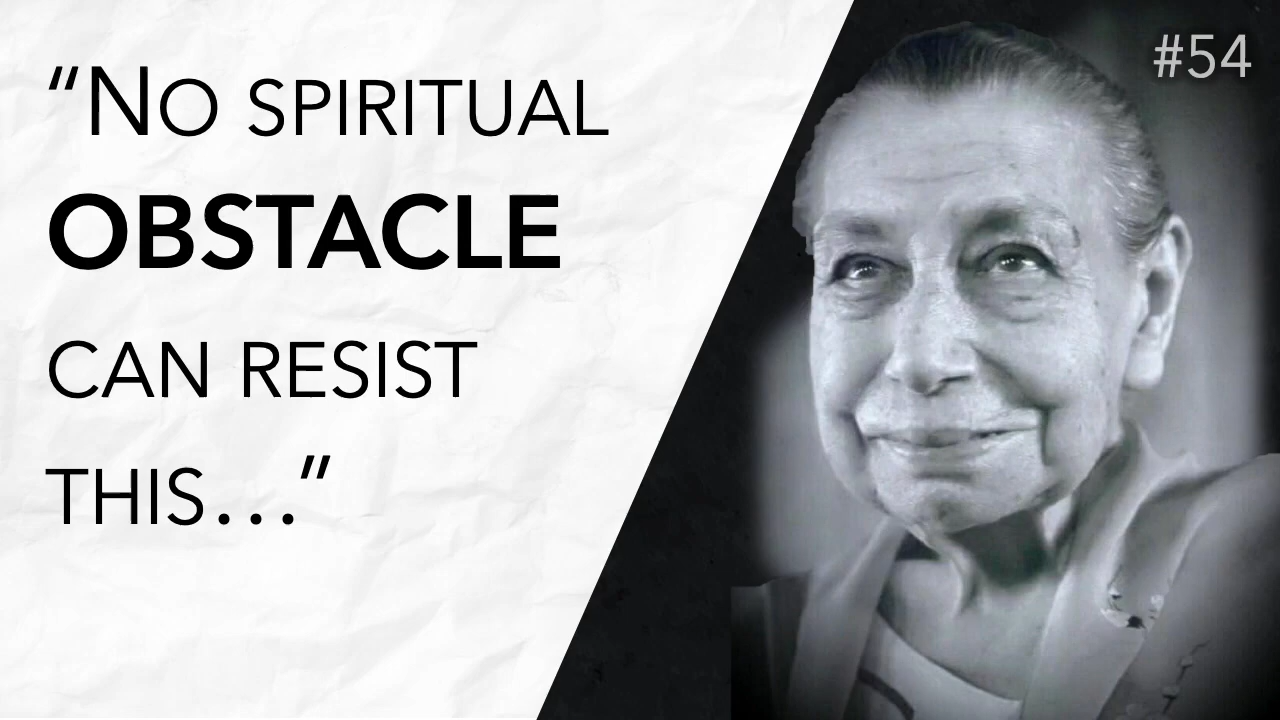 “No spiritual
OBSTACLE
can resist
this…”
#54